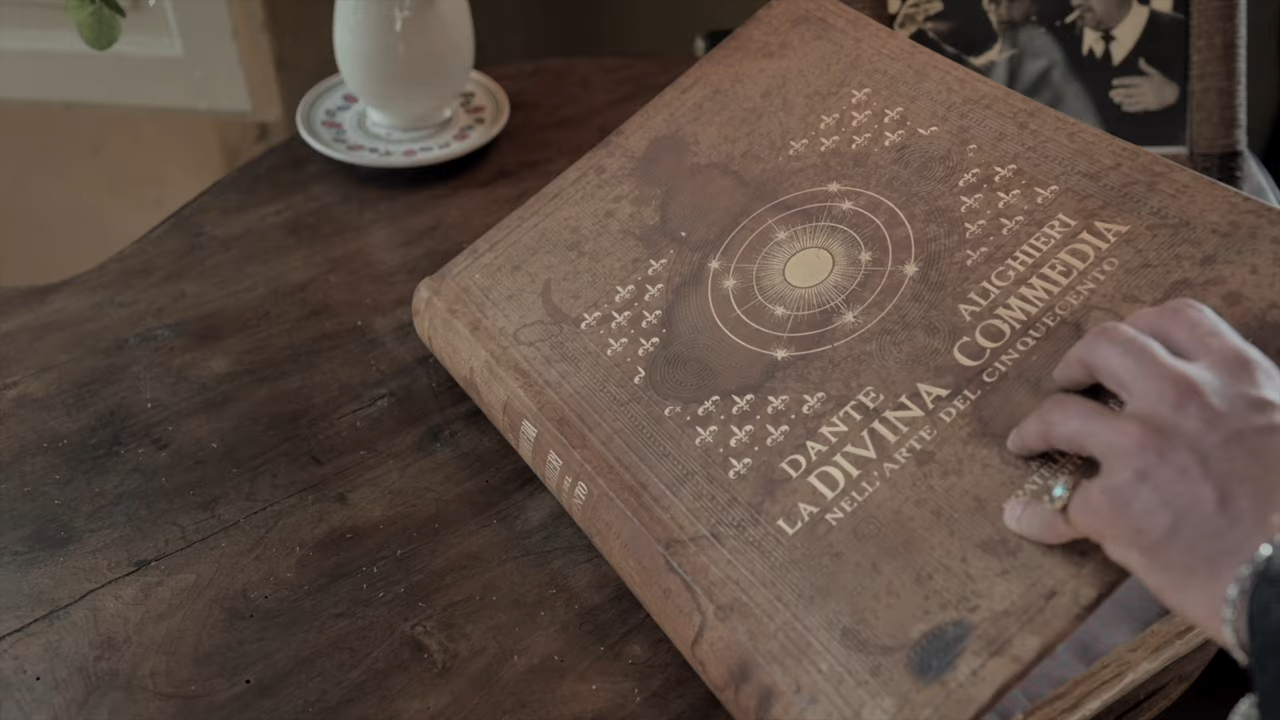 DANTE ALIGHIERI
LA DIVINA COMMEDIA
NELL'ARTE DEL CINQUECENTO